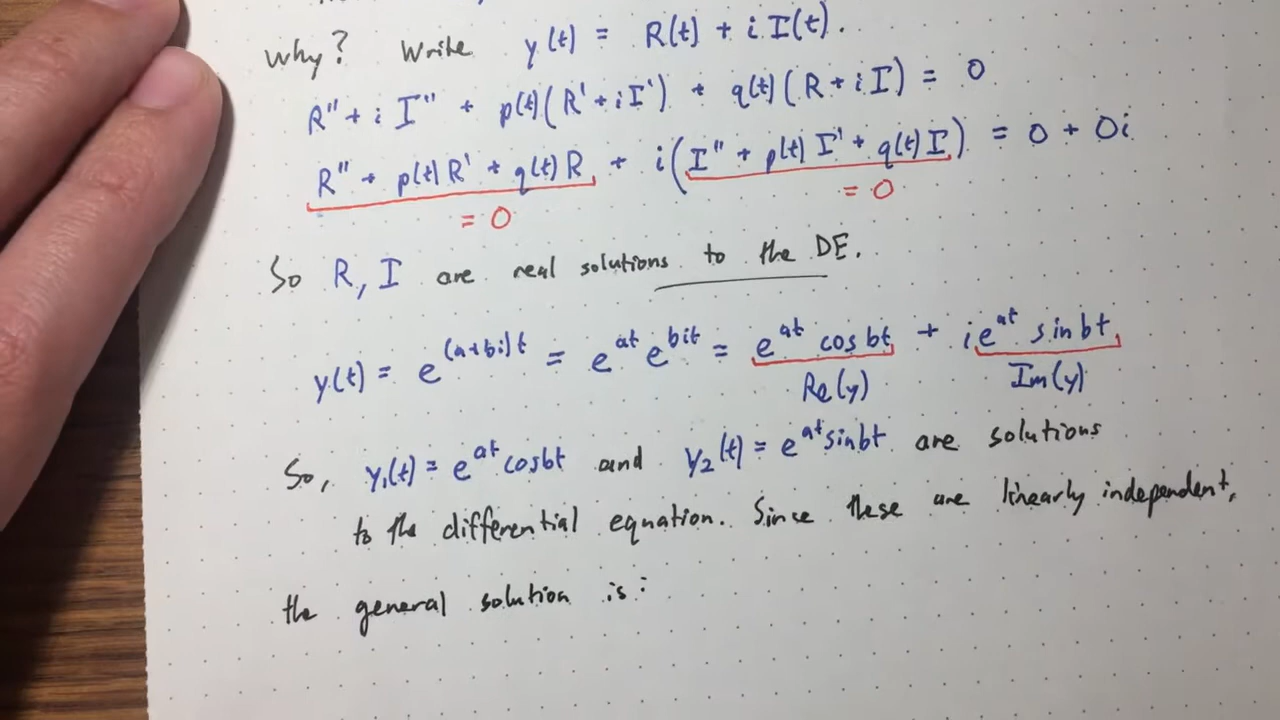 Why? Write y(t) = R(t) + i I(t).
R'' + i I'' + p(t)(R' + i I') + q(t)(R + i I) = 0
R'' + p(t) R' + q(t) R + i(I'' + p(t) I' + q(t) I) = 0 + 0i
= 0 = 0
So R, I are real solutions to the DE.
y(t) = e^{(a+bi)t} = e^{at} e^{bit} = e^{at} cos bt + i e^{at} sin bt
Re(y) Im(y)
So, y₁(t) = e^{at} cos bt and y₂(t) = e^{at} sin bt are solutions
to the differential equation. Since these are linearly independent,
the general solution is: